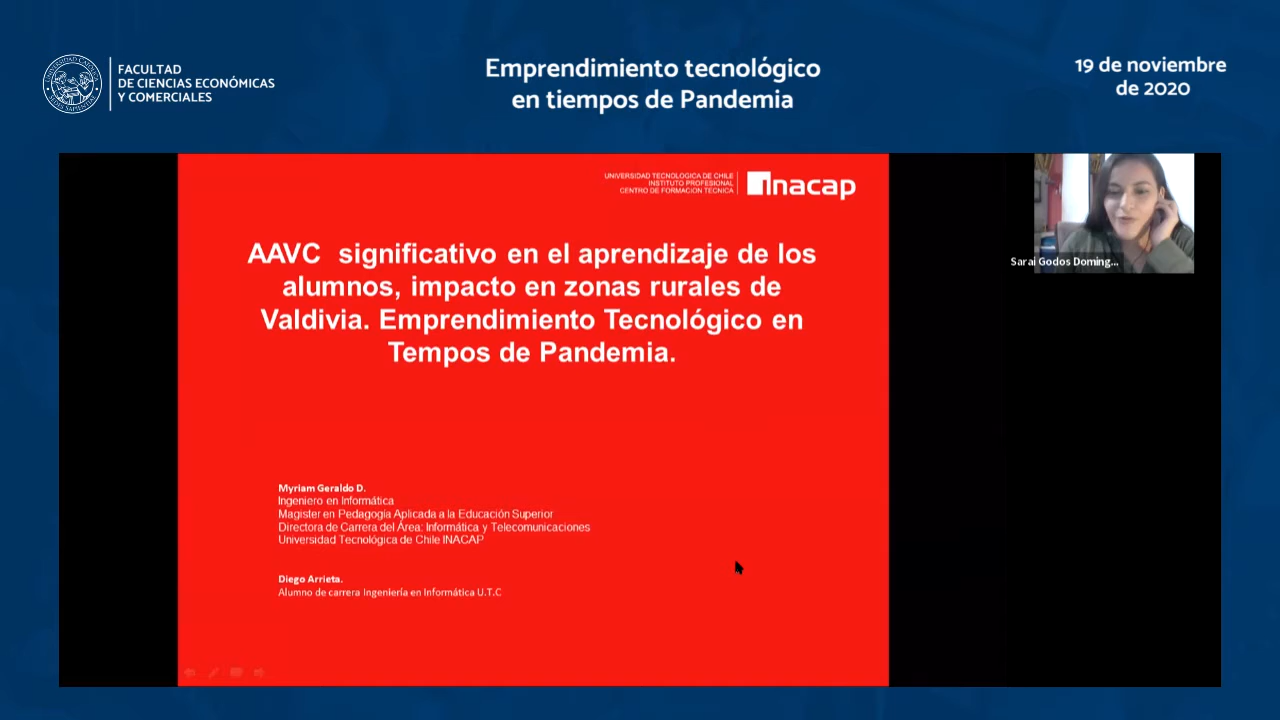 FACULTAD
DE CIENCIAS ECONÓMICAS
Y COMERCIALES
Emprendimiento tecnológico
en tiempos de Pandemia
19 de noviembre
de 2020
UNIVERSIDAD TECNOLOGICA DE CHILE
INSTITUTO PROFESIONAL
CENTRO DE FORMACION TECNICA
inacap
AAVC significativo en el aprendizaje de los
alumnos, impacto en zonas rurales de
Valdivia. Emprendimiento Tecnológico en
Tempos de Pandemia.
Myriam Geraldo D.
Ingeniero en Informática
Magister en Pedagogía Aplicada a la Educación Superior
Directora de Carrera del Área: Informática y Telecomunicaciones
Universidad Tecnológica de Chile INACAP
Diego Arrieta.
Alumno de carrera Ingeniería en Informática U.T.C
Sarai Godos Doming...